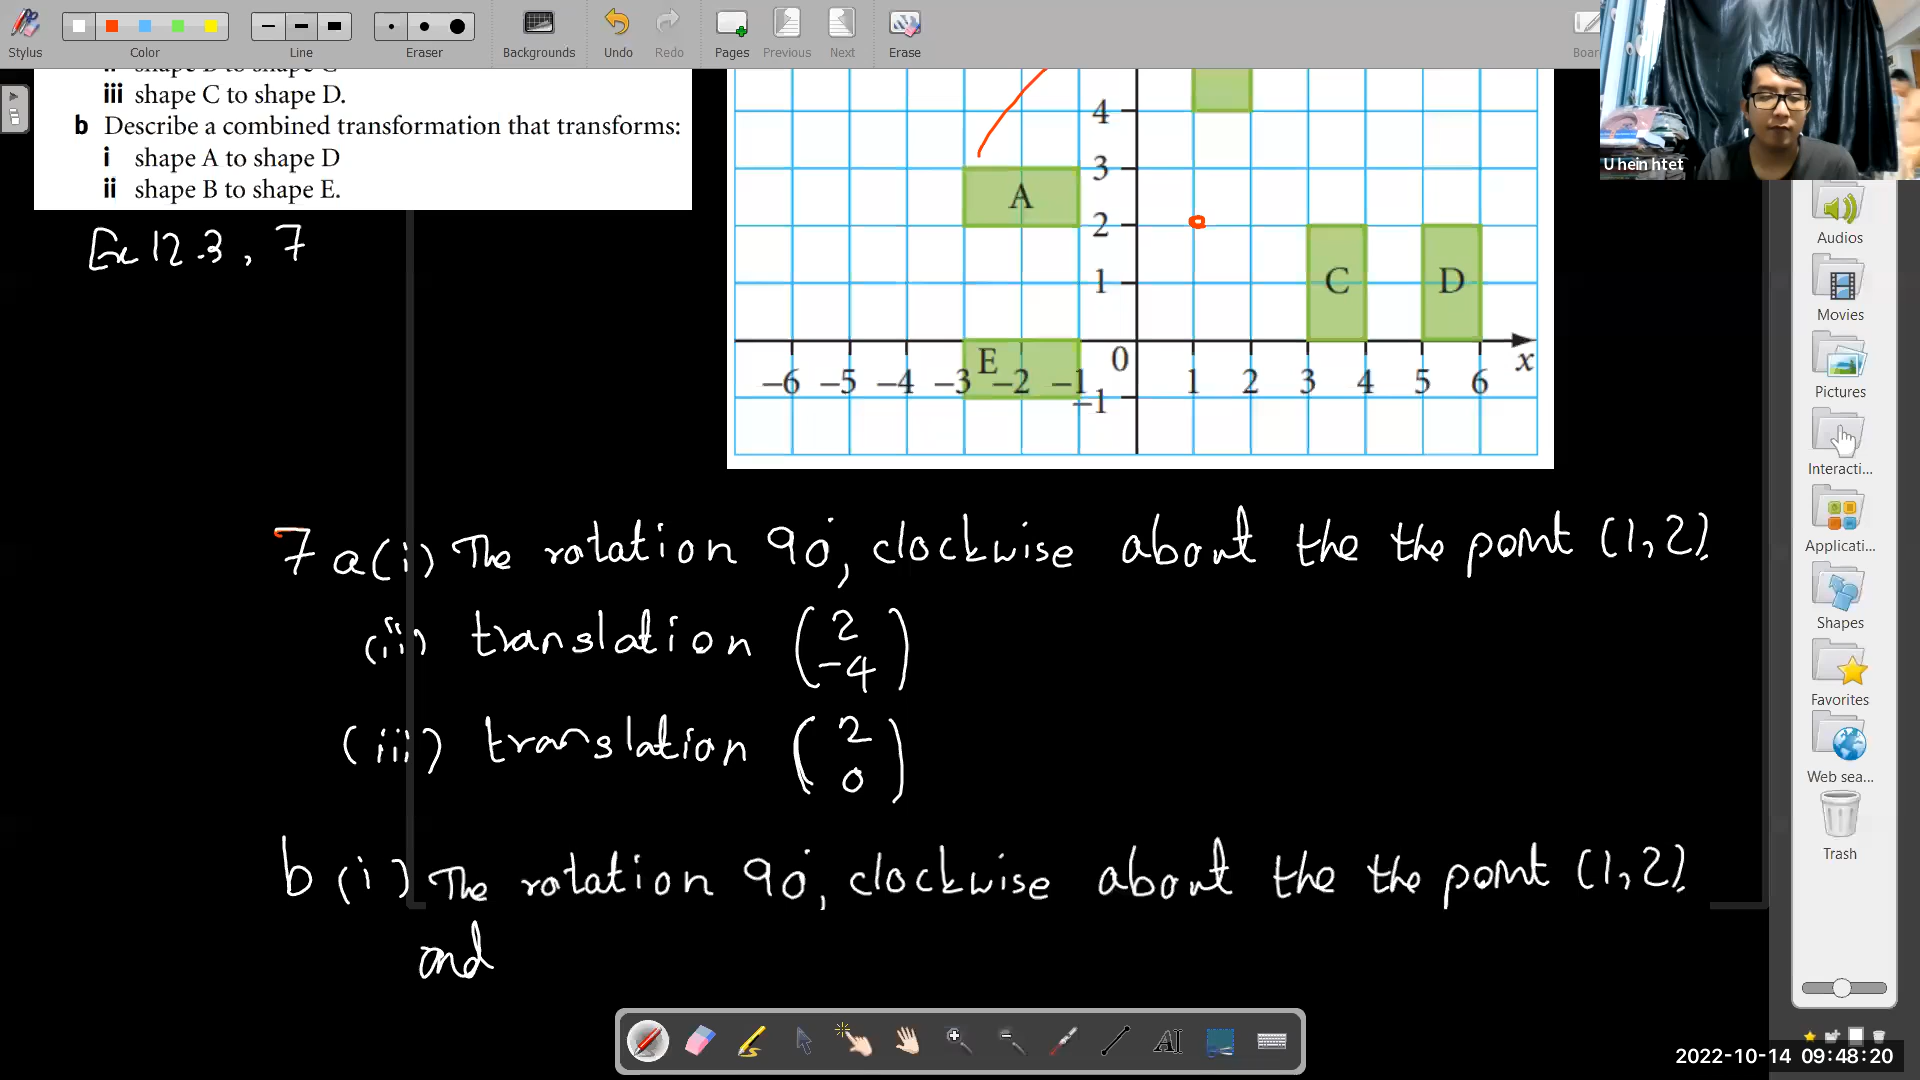 Stylus
Color
Line
Eraser
Backgrounds
Undo
Redo
Pages
Previous
Next
Erase
iii shape C to shape D.
b Describe a combined transformation that transforms:
i shape A to shape D
ii shape B to shape E.
Ex 12.3, 7
4
3
2
1
0
−1
A
C
D
E
−6 −5 −4 −3 −2 −1 1 2 3 4 5 6 x
U hein htet
7 a (i) The rotation 90°, clockwise about the the point (1,2).
(ii) translation (2 −4)
(iii) translation (2 0)
b (i) The rotation 90°, clockwise about the the point (1,2).
and
Audios
Movies
Pictures
Interacti...
Applicati...
Shapes
Favorites
Web sea...
Trash
2022-10-14 09:48:20